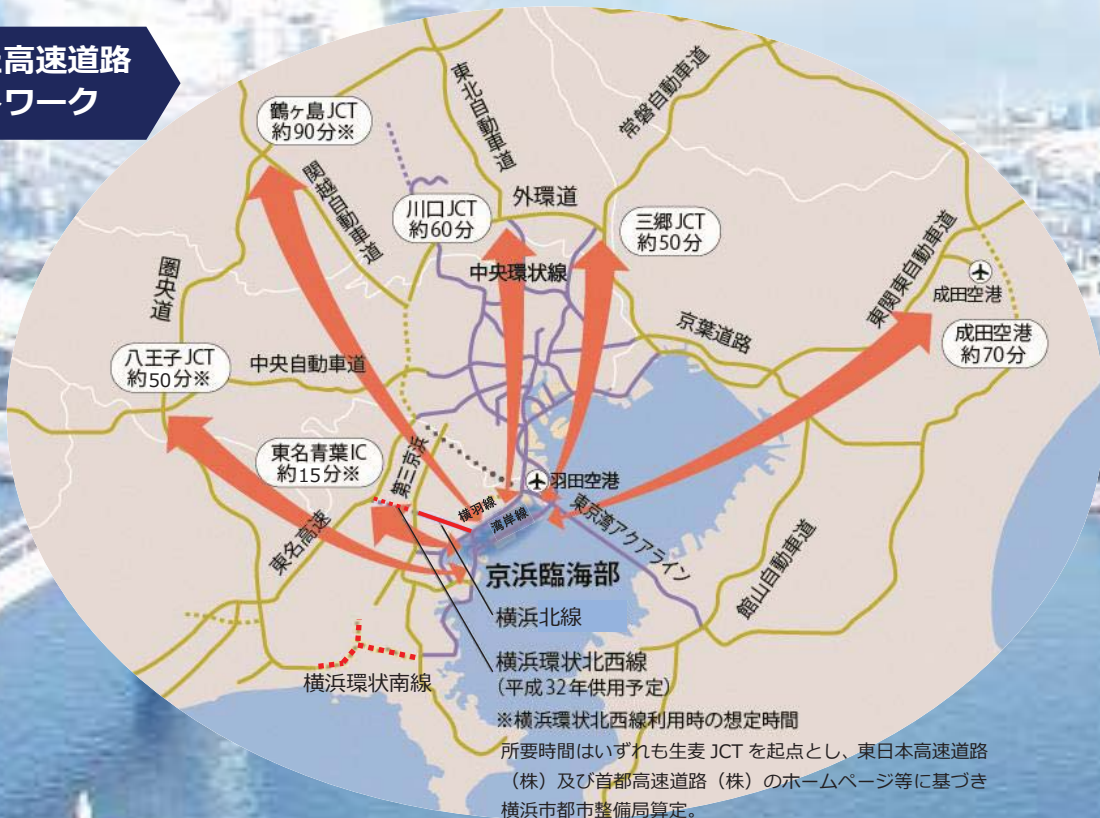 高速道路
ワーク
鶴ヶ島JCT
約90分※
東北自動車道
常磐自動車道
関越自動車道
川口JCT
約60分
外環道
三郷JCT
約50分
中央環状線
圏央道
東関東自動車道
成田空港
京葉道路
成田空港
約70分
八王子JCT
約50分※
中央自動車道
東名青葉IC
約15分※
第三京浜
羽田空港
横羽線
湾岸線
東京湾アクアライン
東名高速
京浜臨海部
館山自動車道
横浜北線
横浜環状北西線
(平成32年供用予定)
横浜環状南線
※横浜環状北西線利用時の想定時間
所要時間はいずれも生麦 JCT を起点とし、東日本高速道路
（株）及び首都高速道路（株）のホームページ等に基づき
横浜市都市整備局算定。